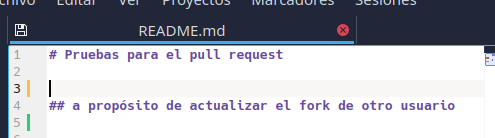 Editar Ver Proyectos Marcadores Sesiones
README.md
1 # Pruebas para el pull request
2
3
4 ## a propósito de actualizar el fork de otro usuario
5